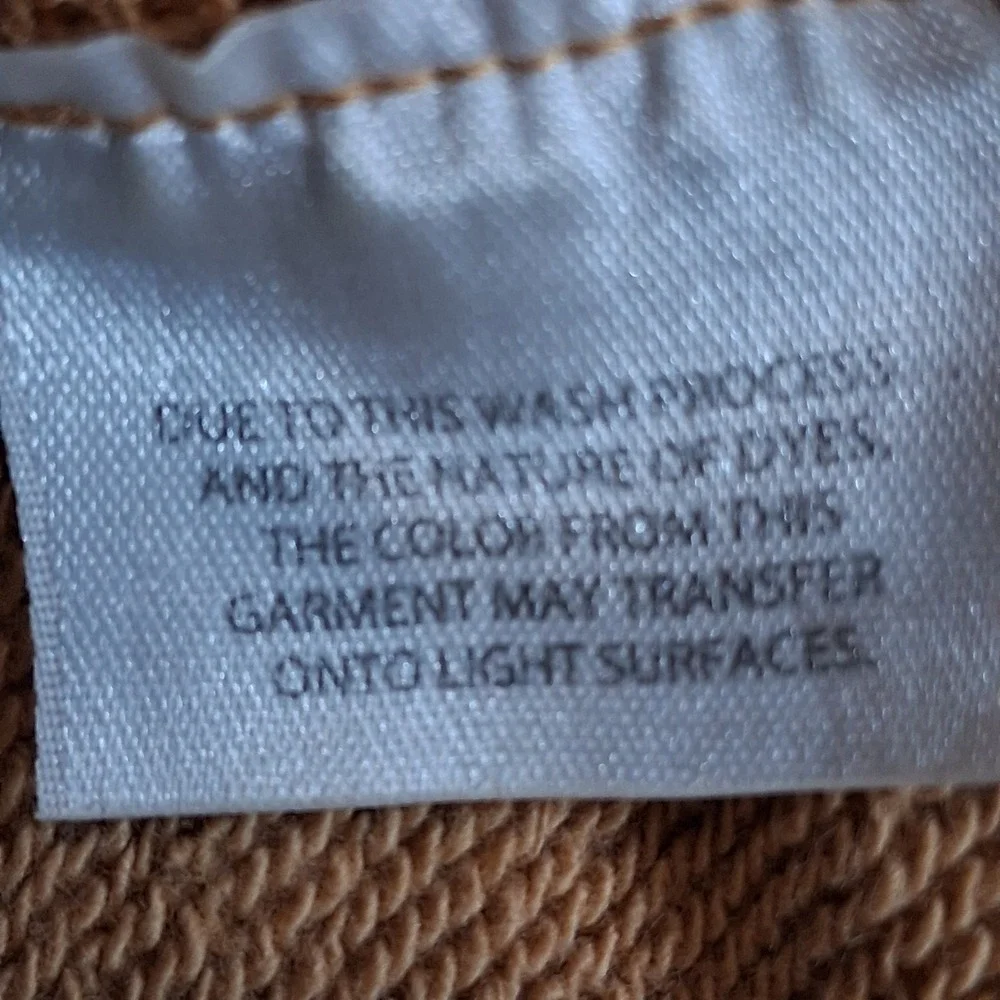 DUE TO THIS WASH PROCESS
AND THE NATURE OF DYES,
THE COLOR FROM THIS
GARMENT MAY TRANSFER
ONTO LIGHT SURFACES.